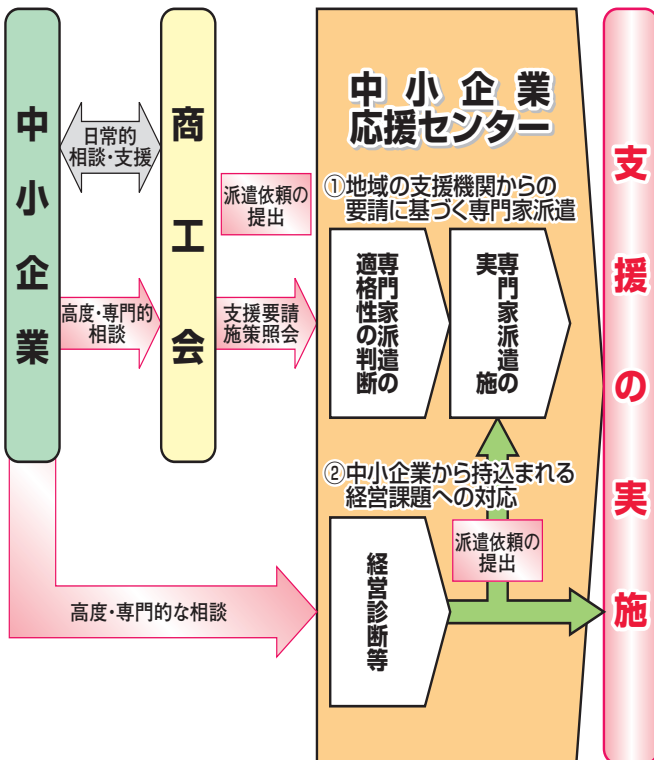 中小企業
日常的
相談・支援
高度・専門的
相談
商工会
派遣依頼の
提出
支援要請
施策照会
高度・専門的な相談
中小企業
応援センター
①地域の支援機関からの
要請に基づく専門家派遣
専門家派遣の
適格性の判断
専門家派遣の
実施
②中小企業から持込まれる
経営課題への対応
経営診断等
派遣依頼の
提出
支援の実施